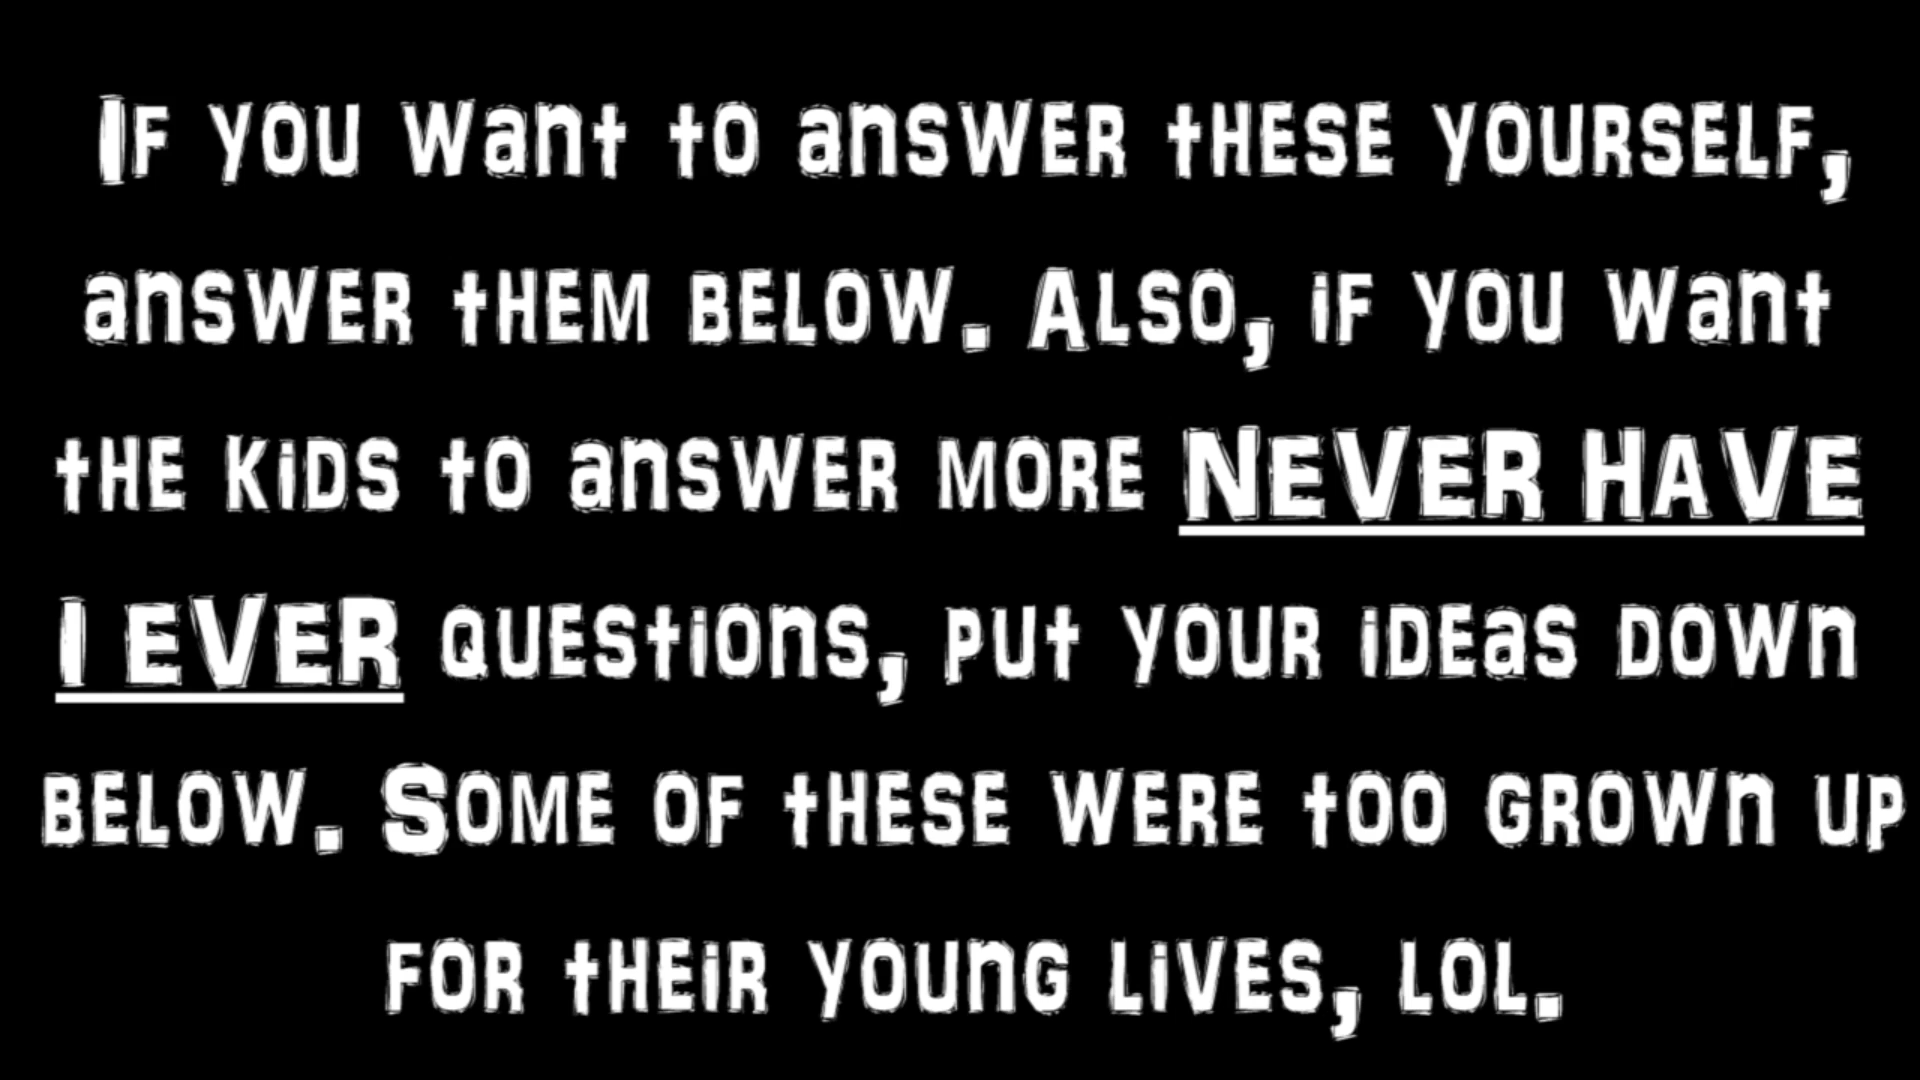 If you want to answer these yourself,
answer them below. Also, if you want
the kids to answer more NEVER HAVE
I EVER questions, put your ideas down
below. Some of these were too grown up
for their young lives, lol.